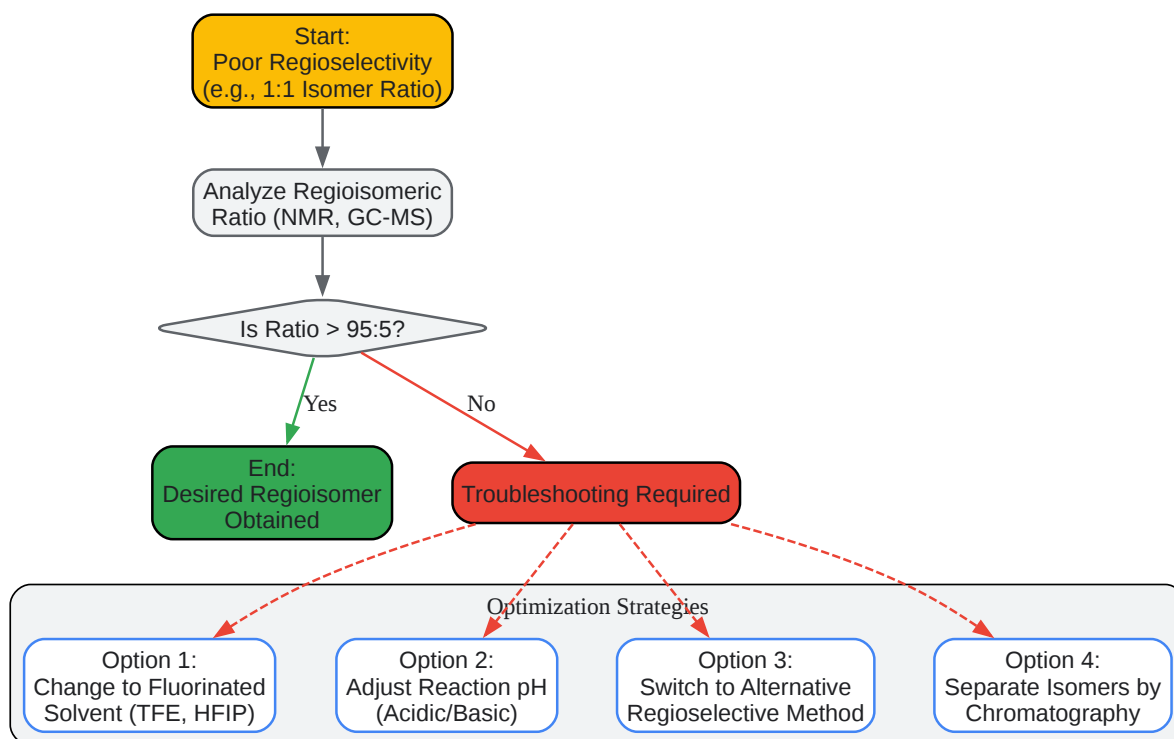 Start:
Poor Regioselectivity
(e.g., 1:1 Isomer Ratio)
Analyze Regioisomeric
Ratio (NMR, GC-MS)
Is Ratio > 95:5?
Yes
No
End:
Desired Regioisomer
Obtained
Troubleshooting Required
Optimization Strategies
Option 1:
Change to Fluorinated
Solvent (TFE, HFIP)
Option 2:
Adjust Reaction pH
(Acidic/Basic)
Option 3:
Switch to Alternative
Regioselective Method
Option 4:
Separate Isomers by
Chromatography